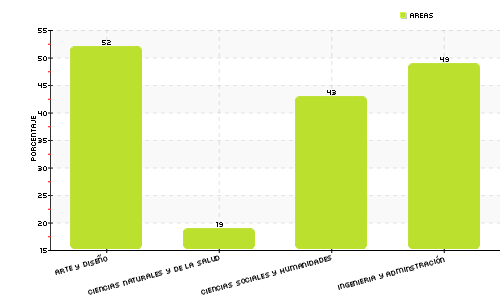 AREAS
55
50
45
40
35
30
25
20
15
PORCENTAJE
52
19
43
49
ARTE Y DISEÑO
CIENCIAS NATURALES Y DE LA SALUD
CIENCIAS SOCIALES Y HUMANIDADES
INGENIERIA Y ADMINSTRACIÓN